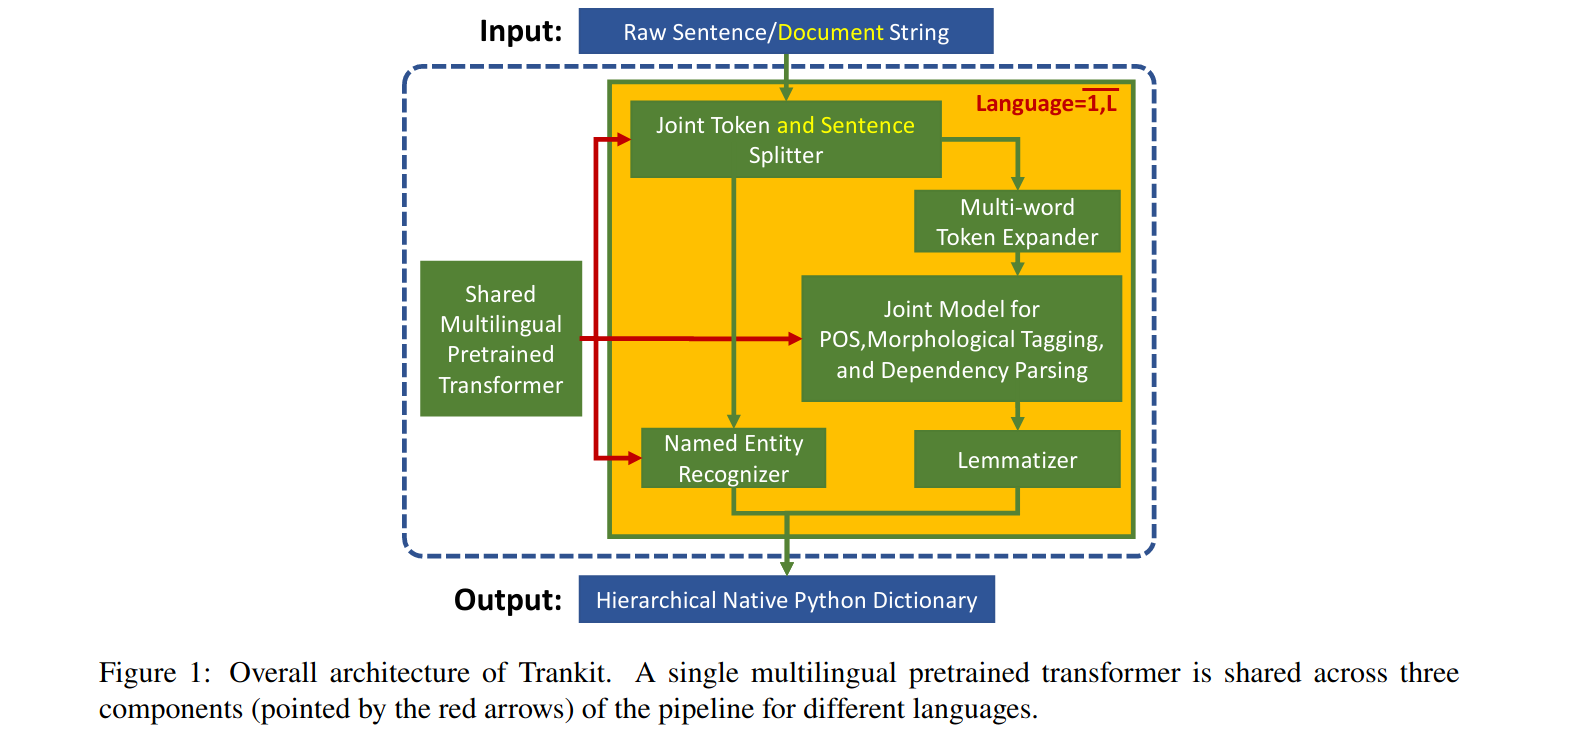 Input:
Raw Sentence/Document String
Language=1,L
Joint Token and Sentence
Splitter
Multi-word
Token Expander
Shared
Multilingual
Pretrained
Transformer
Joint Model for
POS,Morphological Tagging,
and Dependency Parsing
Named Entity
Recognizer
Lemmatizer
Output:
Hierarchical Native Python Dictionary
Figure 1: Overall architecture of Trankit. A single multilingual pretrained transformer is shared across three
components (pointed by the red arrows) of the pipeline for different languages.